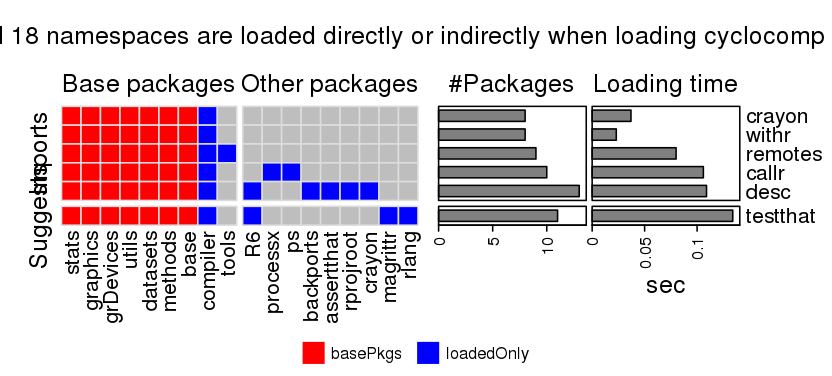 18 namespaces are loaded directly or indirectly when loading cyclocomp
Base packages Other packages #Packages Loading time
Imports
Suggests
crayon
withr
remotes
callr
desc
testthat
stats
graphics
grDevices
utils
datasets
methods
base
compiler
tools
R6
processx
ps
backports
assertthat
rprojroot
crayon
magrittr
rlang
0 5 10
0 0.05 0.1
sec
basePkgs loadedOnly